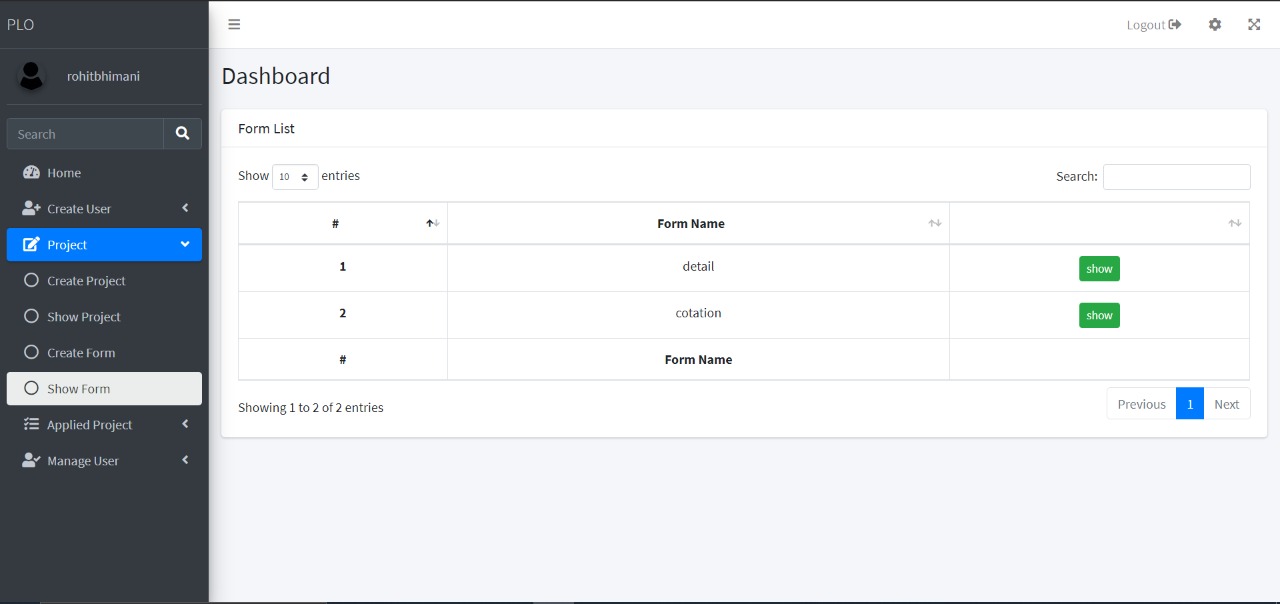 PLO
Logout
rohitbhimani
Dashboard
Search
Form List
Home
Show 10 entries
Search:
Create User
# Form Name
Project
1 detail show
Create Project
2 cotation show
Show Project
Create Form
# Form Name
Show Form
Showing 1 to 2 of 2 entries
Previous 1 Next
Applied Project
Manage User